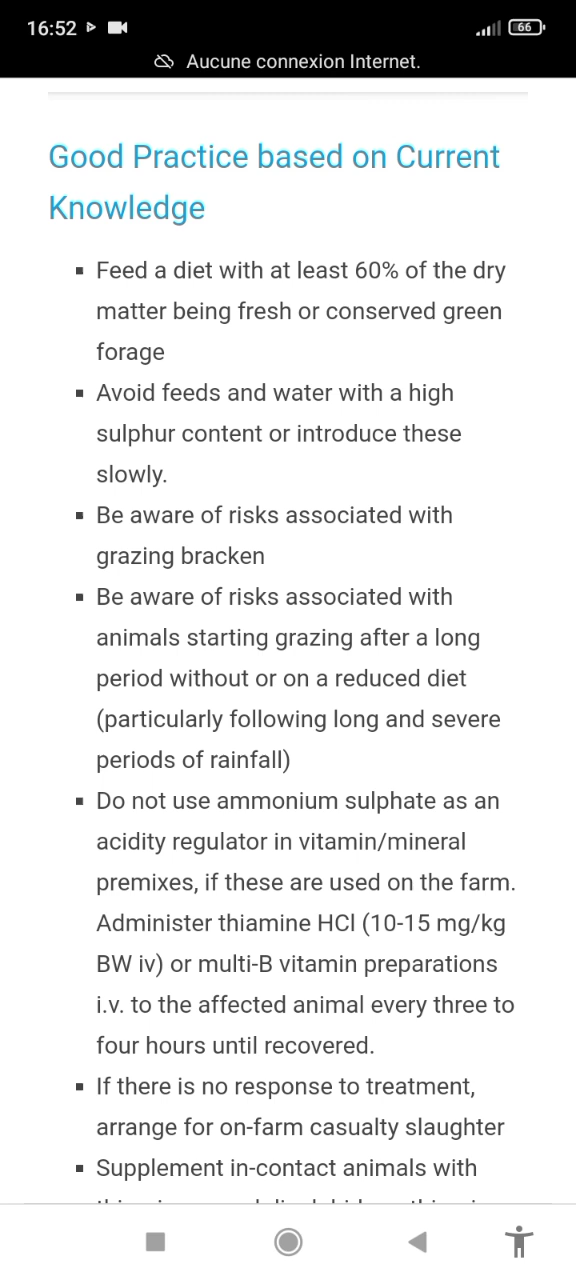 16:52
66
Aucune connexion Internet.
Good Practice based on Current
Knowledge
▪ Feed a diet with at least 60% of the dry
matter being fresh or conserved green
forage
▪ Avoid feeds and water with a high
sulphur content or introduce these
slowly.
▪ Be aware of risks associated with
grazing bracken
▪ Be aware of risks associated with
animals starting grazing after a long
period without or on a reduced diet
(particularly following long and severe
periods of rainfall)
▪ Do not use ammonium sulphate as an
acidity regulator in vitamin/mineral
premixes, if these are used on the farm.
Administer thiamine HCl (10-15 mg/kg
BW iv) or multi-B vitamin preparations
i.v. to the affected animal every three to
four hours until recovered.
▪ If there is no response to treatment,
arrange for on-farm casualty slaughter
▪ Supplement in-contact animals with